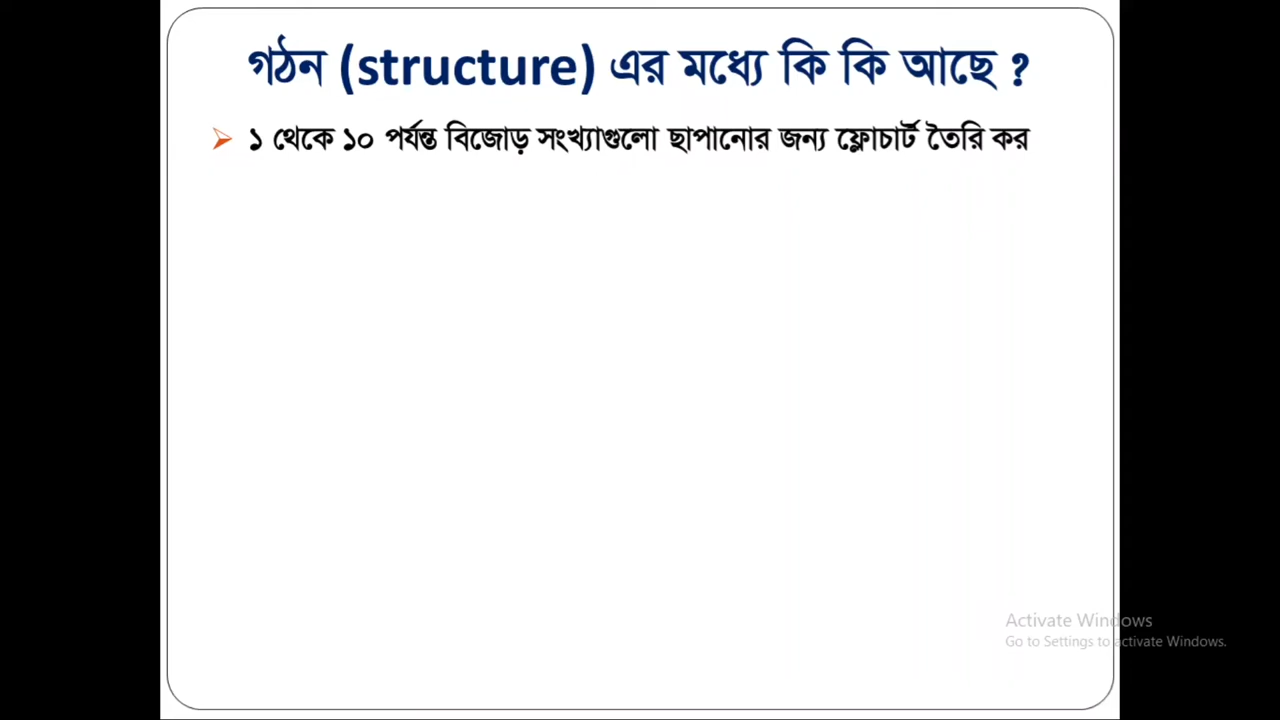 গঠন (structure) এর মধ্যে কি কি আছে ?
➢ ১ থেকে ১০ পর্যন্ত বিজোড় সংখ্যাগুলো ছাপানোর জন্য ফ্লোচার্ট তৈরি কর
Activate Windows
Go to Settings to activate Windows.